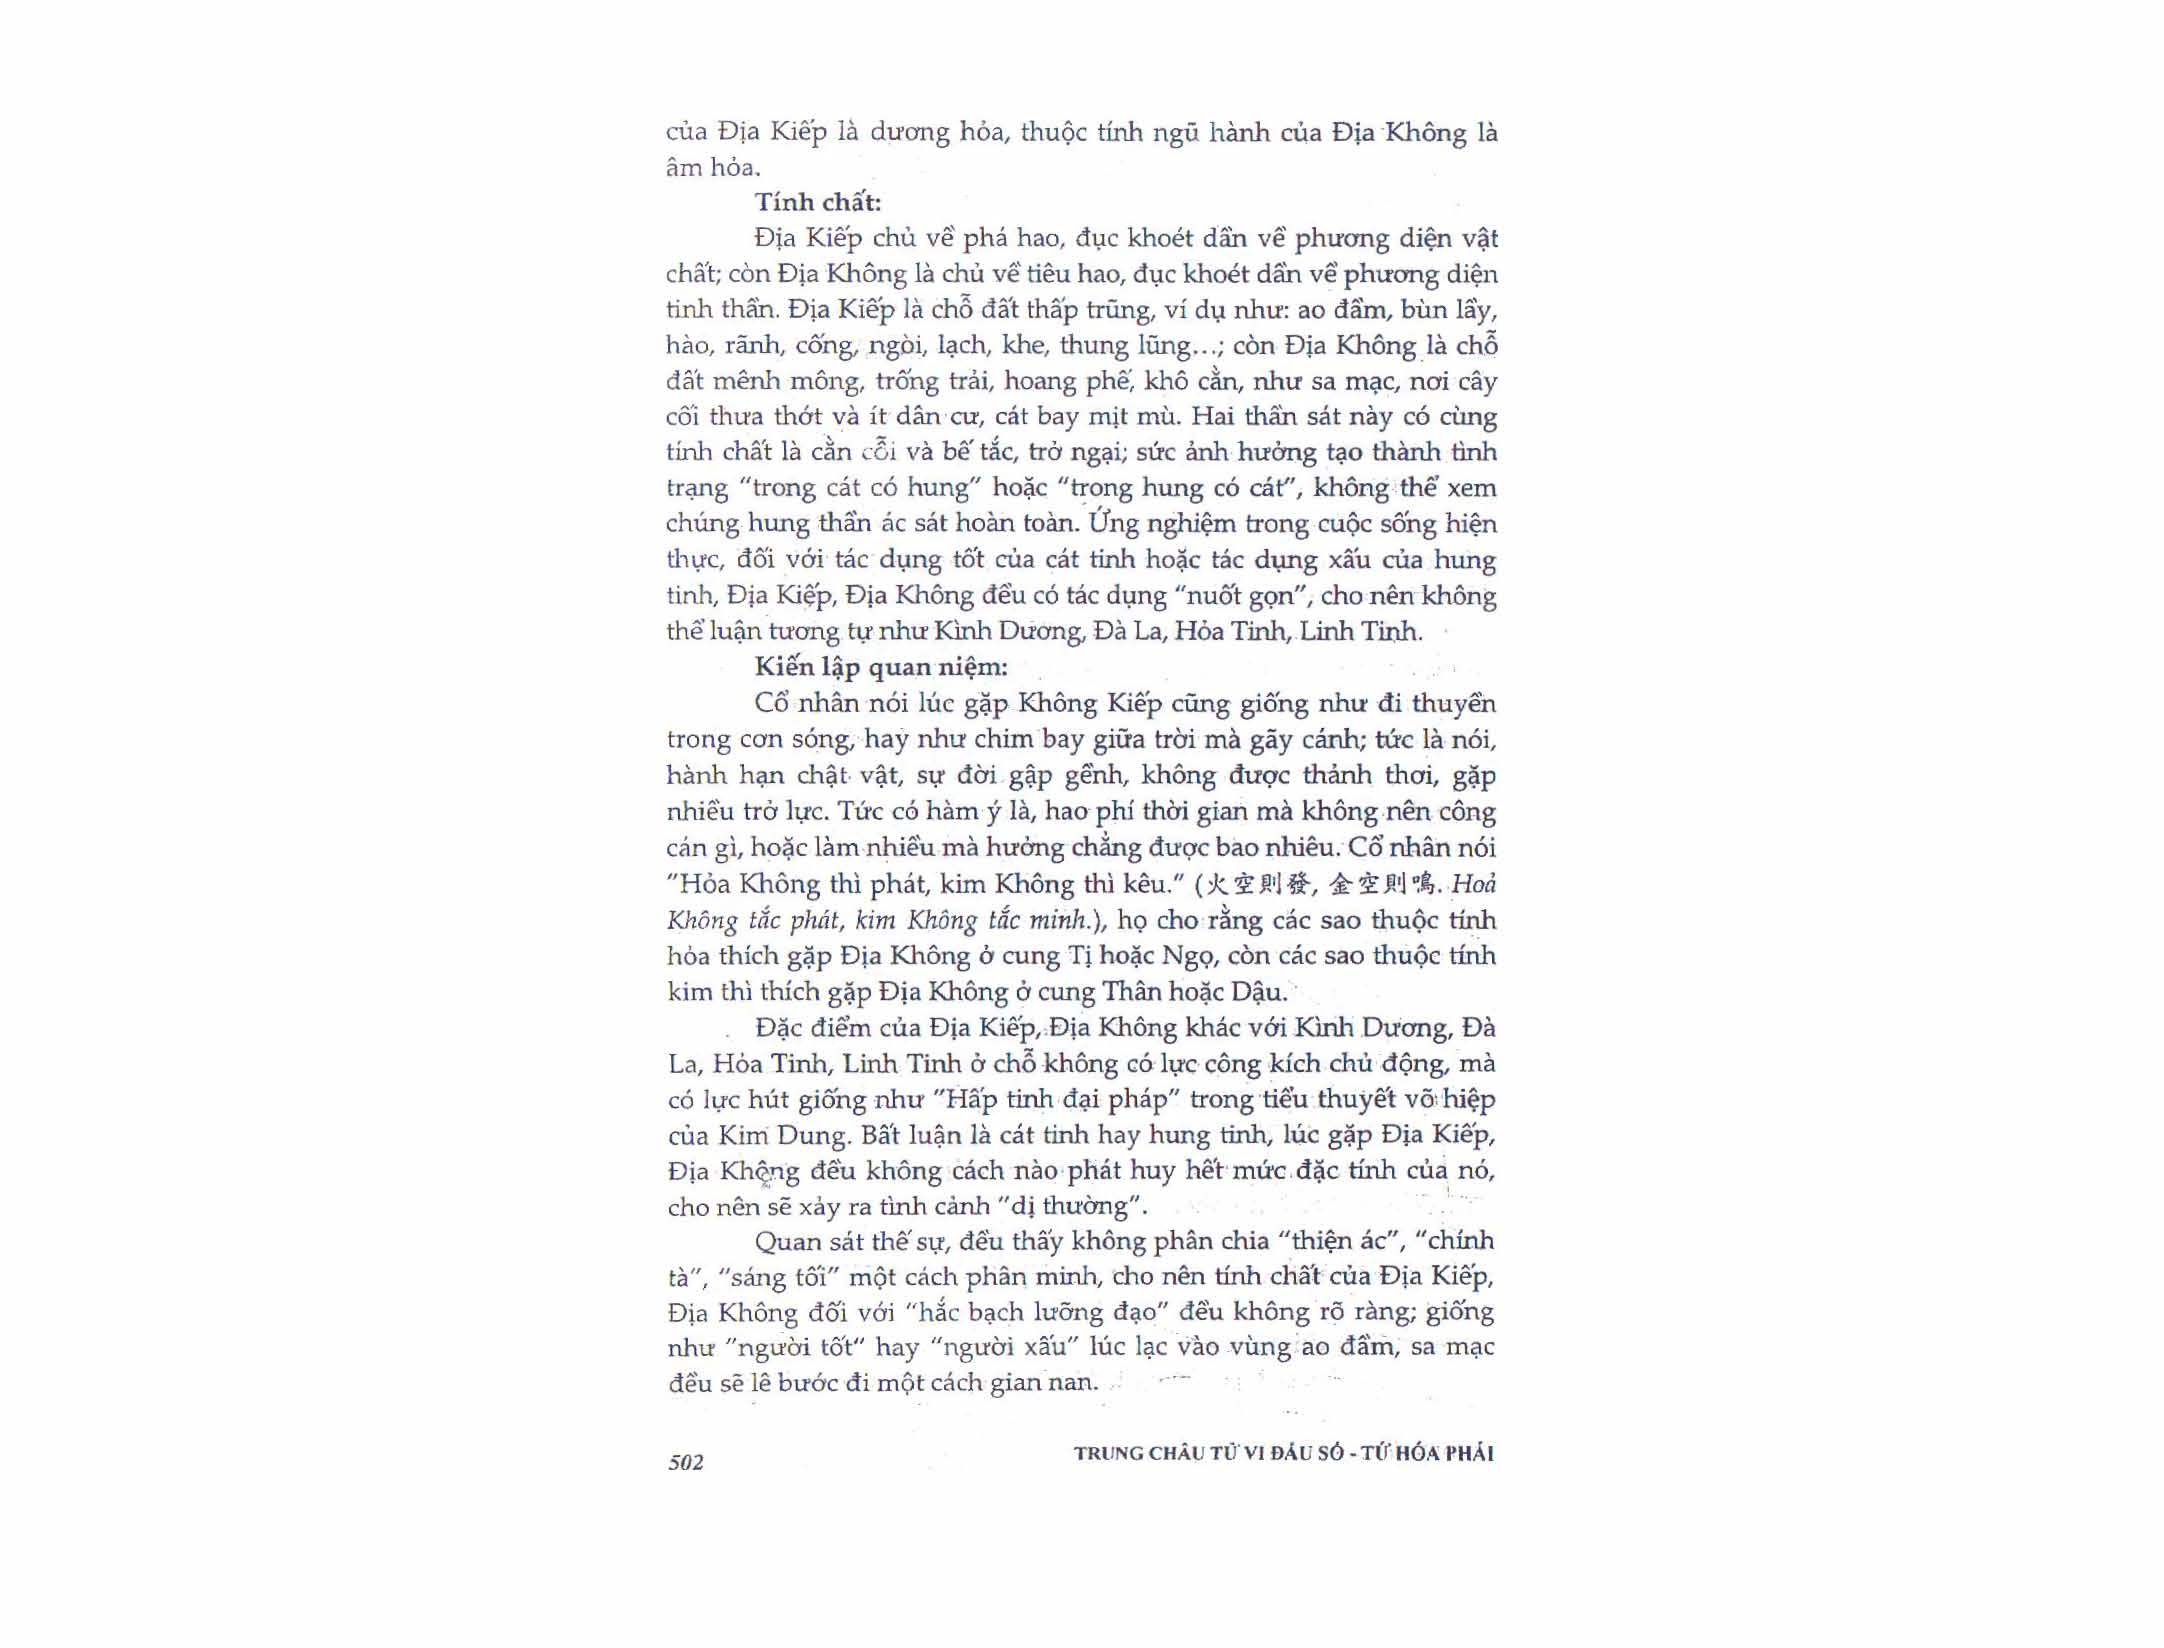 của Địa Kiếp là dương hỏa, thuộc tính ngũ hành của Địa Không là
âm hỏa.
Tính chất:
Địa Kiếp chủ về phá hao, đục khoét dần về phương diện vật
chất; còn Địa Không là chủ về tiêu hao, đục khoét dần về phương diện
tinh thần. Địa Kiếp là chỗ đất thấp trũng, ví dụ như: ao đầm, bùn lầy,
hào, rãnh, cống, ngòi, lạch, khe, thung lũng...; còn Địa Không là chỗ
đất mênh mông, trống trải, hoang phế, khô cằn, như sa mạc, nơi cây
cối thưa thớt và ít dân cư, cát bay mịt mù. Hai thần sát này có cùng
tính chất là cằn cỗi và bế tắc, trở ngại; sức ảnh hưởng tạo thành tình
trạng "trong cát có hung" hoặc "trong hung có cát", không thể xem
chúng hung thần ác sát hoàn toàn. Ứng nghiệm trong cuộc sống hiện
thực, đối với tác dụng tốt của cát tinh hoặc tác dụng xấu của hung
tinh, Địa Kiếp, Địa Không đều có tác dụng "nuốt gọn", cho nên không
thể luận tương tự như Kình Dương, Đà La, Hỏa Tinh, Linh Tinh.
Kiến lập quan niệm:
Cổ nhân nói lúc gặp Không Kiếp cũng giống như đi thuyền
trong cơn sóng, hay như chim bay giữa trời mà gãy cánh; tức là nói,
hành hạn chật vật, sự đời gập gềnh, không được thảnh thơi, gặp
nhiều trở lực. Tức có hàm ý là, hao phí thời gian mà không nên công
cán gì, hoặc làm nhiều mà hưởng chẳng được bao nhiêu. Cổ nhân nói
"Hỏa Không thì phát, kim Không thì kêu." (火空則發, 金空則鳴. Hoả
Không tắc phát, kim Không tắc minh.), họ cho rằng các sao thuộc tính
hỏa thích gặp Địa Không ở cung Tị hoặc Ngọ, còn các sao thuộc tính
kim thì thích gặp Địa Không ở cung Thân hoặc Dậu.
Đặc điểm của Địa Kiếp, Địa Không khác với Kình Dương, Đà
La, Hỏa Tinh, Linh Tinh ở chỗ không có lực công kích chủ động, mà
có lực hút giống như "Hấp tinh đại pháp" trong tiểu thuyết võ hiệp
của Kim Dung. Bất luận là cát tinh hay hung tinh, lúc gặp Địa Kiếp,
Địa Không đều không cách nào phát huy hết mức đặc tính của nó,
cho nên sẽ xảy ra tình cảnh "dị thường".
Quan sát thế sự, đều thấy không phân chia "thiện ác", "chính
tà", "sáng tối" một cách phân minh, cho nên tính chất của Địa Kiếp,
Địa Không đối với "hắc bạch lưỡng đạo" đều không rõ ràng; giống
như "người tốt" hay "người xấu" lúc lạc vào vùng ao đầm, sa mạc
đều sẽ lê bước đi một cách gian nan.
502
TRUNG CHÂU TỬ VI ĐẨU SỐ - TỨ HÓA PHÁI